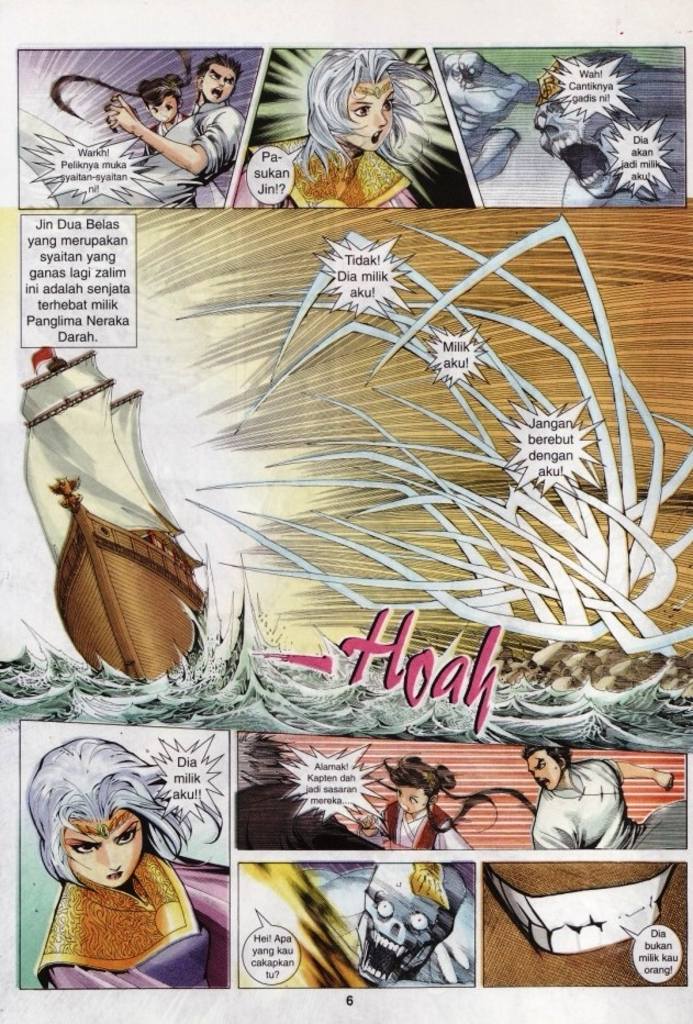 Warkh!
Peliknya muka
syaitan-syaitan
ni!
Pa-
sukan
Jin!?
Wah!
Cantiknya
gadis ni!
Dia
akan
jadi milik
aku!
Jin Dua Belas
yang merupakan
syaitan yang
ganas lagi zalim
ini adalah senjata
terhebat milik
Panglima Neraka
Darah.
Tidak!
Dia milik
aku!
Milik
aku!
Jangan
berebut
dengan
aku!
Hoah
Dia
milik
aku!!
Alamak!
Kapten dah
jadi sasaran
mereka....
Hei! Apa
yang kau
cakapkan
tu?
Dia
bukan
milik kau
orang!
6